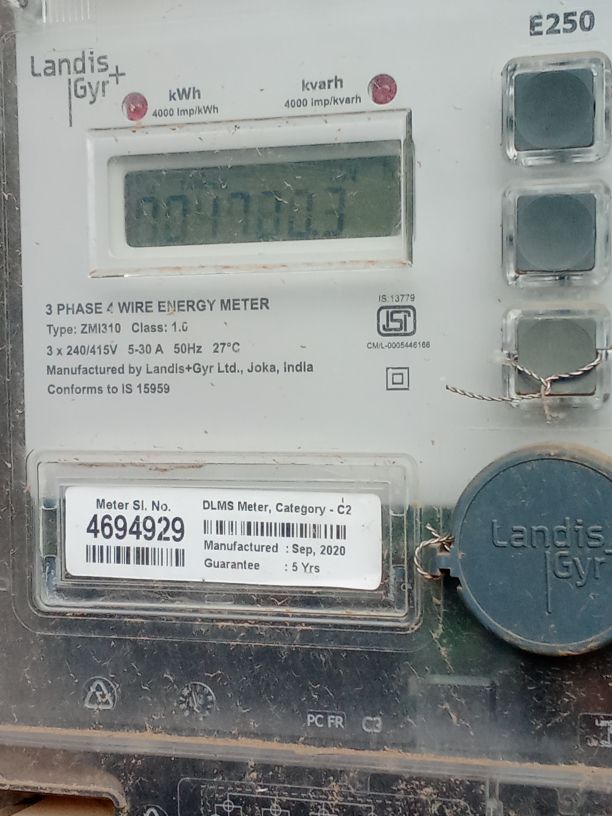 E250
Landis
Gyr+
kWh
4000 imp/kWh
kvarh
4000 imp/kvarh
3 PHASE 4 WIRE ENERGY METER
Type: ZMI310 Class: 1.0
3 x 240/415V 5-30 A 50Hz 27°C
Manufactured by Landis+Gyr Ltd., Joka, India
Conforms to IS 15959
IS 13779
ISI
CM/L-0005446166
Meter Sl. No.
4694929
DLMS Meter, Category - C2
Manufactured : Sep, 2020
Guarantee : 5 Yrs
Landis
Gyr
PC FR C3